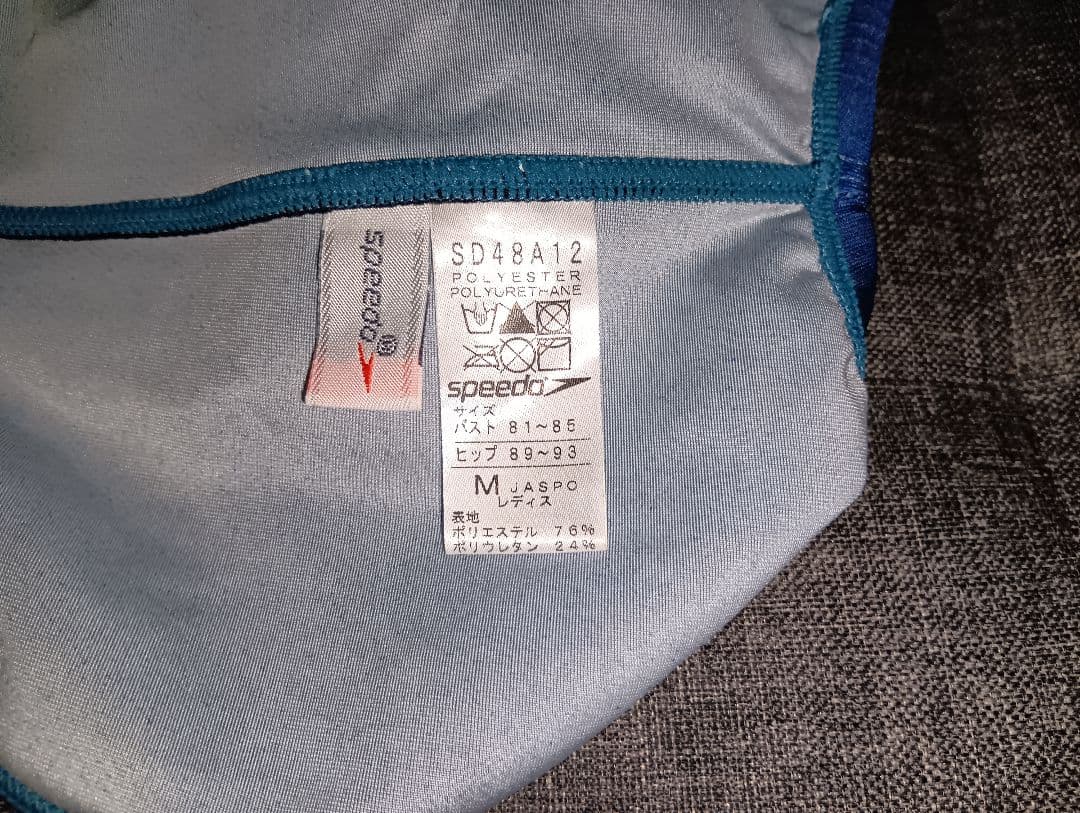 speedo®
SD48A12
POLYESTER
POLYURETHANE
speedo
サイズ
バスト 81~85
ヒップ 89~93
M JASPO
レディス
表地
ポリエステル 76%
ポリウレタン 24%